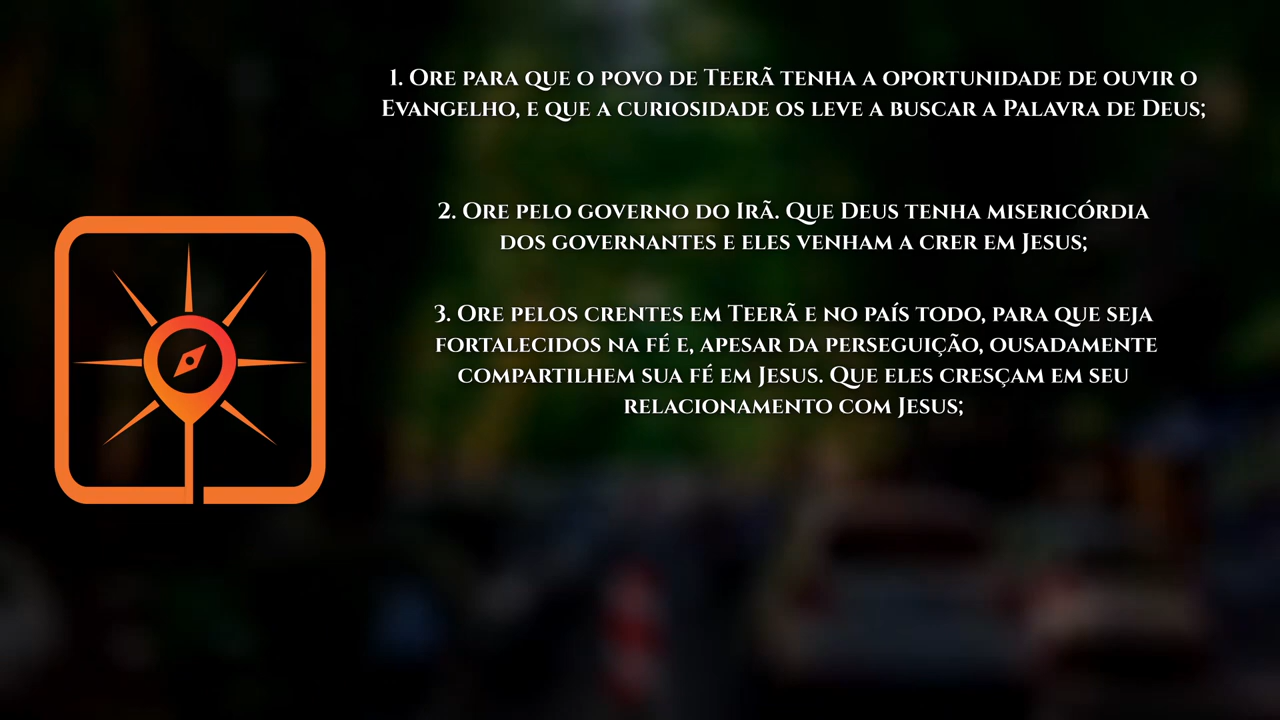 1. Ore para que o povo de Teerã tenha a oportunidade de ouvir o
Evangelho, e que a curiosidade os leve a buscar a Palavra de Deus;
2. Ore pelo governo do Irã. Que Deus tenha misericórdia
dos governantes e eles venham a crer em Jesus;
3. Ore pelos crentes em Teerã e no país todo, para que seja
fortalecidos na fé e, apesar da perseguição, ousadamente
compartilhem sua fé em Jesus. Que eles cresçam em seu
relacionamento com Jesus;